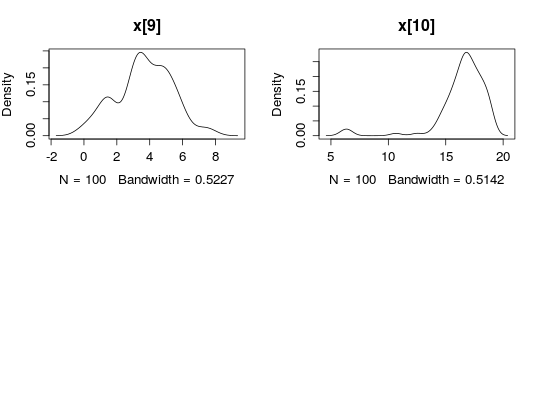 x[9]
Density
0.00
0.15
-2 0 2 4 6 8
N = 100 Bandwidth = 0.5227
x[10]
Density
0.00
0.15
5 10 15 20
N = 100 Bandwidth = 0.5142